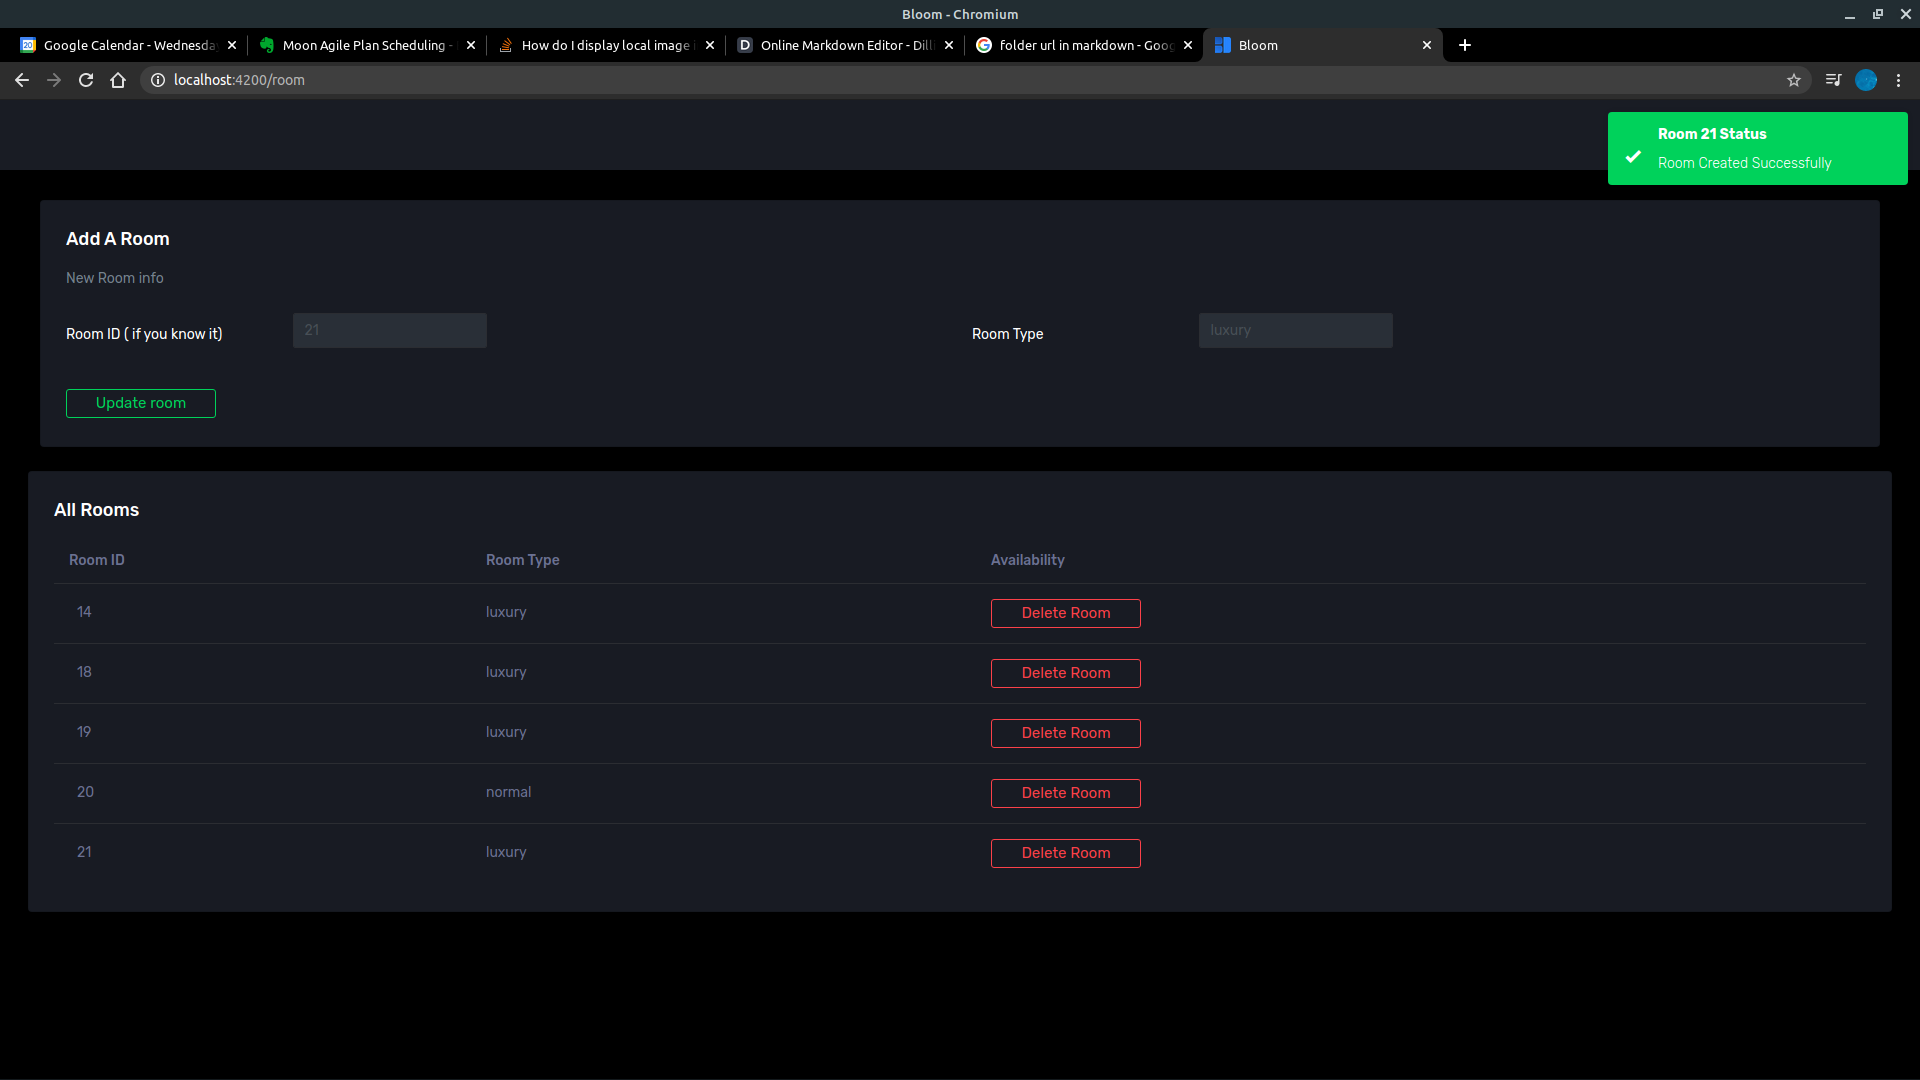 Bloom - Chromium
Google Calendar - Wednesda
Moon Agile Plan Scheduling -
How do I display local image
Online Markdown Editor - Dill
folder url in markdown - Goog
Bloom
localhost:4200/room
Room 21 Status
Room Created Successfully
Add A Room
New Room info
Room ID ( if you know it) 21 Room Type luxury
Update room
All Rooms
Room ID Room Type Availability
14 luxury Delete Room
18 luxury Delete Room
19 luxury Delete Room
20 normal Delete Room
21 luxury Delete Room